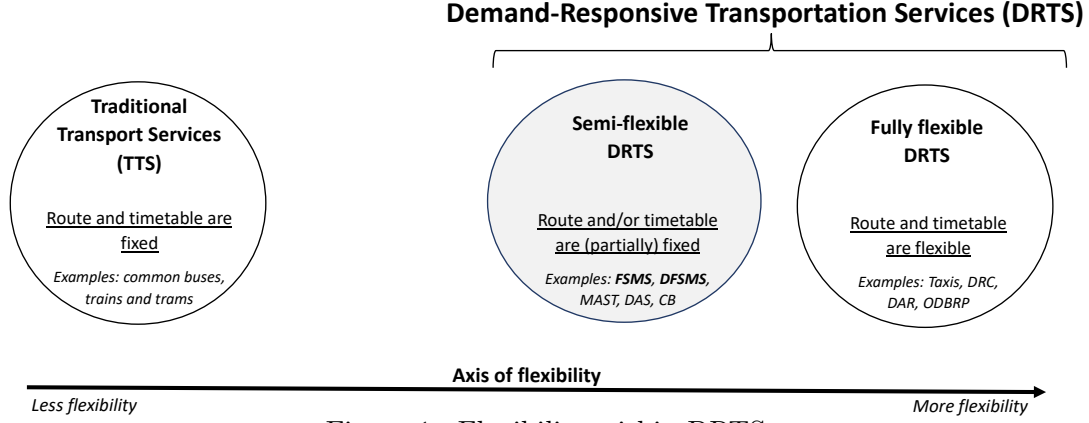 Demand-Responsive Transportation Services (DRTS)
Traditional
Transport Services
(TTS)
Route and timetable are
fixed
Examples: common buses,
trains and trams
Semi-flexible
DRTS
Route and/or timetable
are (partially) fixed
Examples: FSMS, DFSMS,
MAST, DAS, CB
Fully flexible
DRTS
Route and timetable
are flexible
Examples: Taxis, DRC,
DAR, ODBRP
Axis of flexibility
Less flexibility
More flexibility